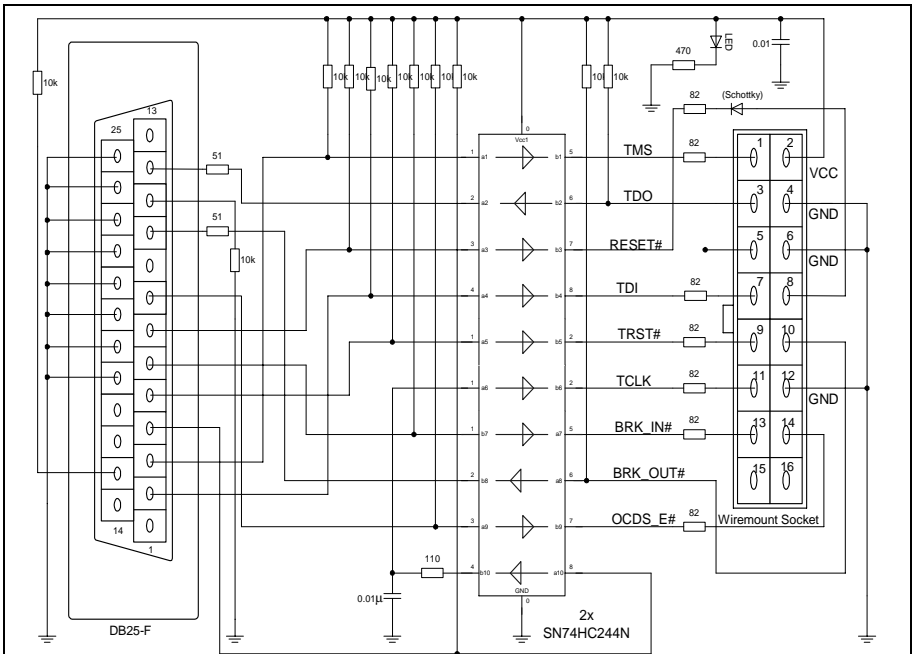 10k
13
25
51
51
10k
14
1
DB25-F
10k
10k
10k
10k
10k
10k
10k
10k
470
LED
0.01
82
(Schottky)
Vcc1
0
1 a1 b1 5 TMS 82
2 a2 b2 6 TDO
3 a3 b3 7 RESET#
4 a4 b4 8 TDI 82
1 a5 b5 2 TRST# 82
1 a6 b6 2 TCLK 82
1 b7 a7 5 BRK_IN# 82
2 b8 a8 6 BRK_OUT#
3 a9 b9 7 OCDS_E# 82
110 4 b10 a10 8
0.01µ
GND
0
2x
SN74HC244N
1 2
VCC
3 4
GND
5 6
GND
7 8
9 10
11 12
GND
13 14
15 16
Wiremount Socket